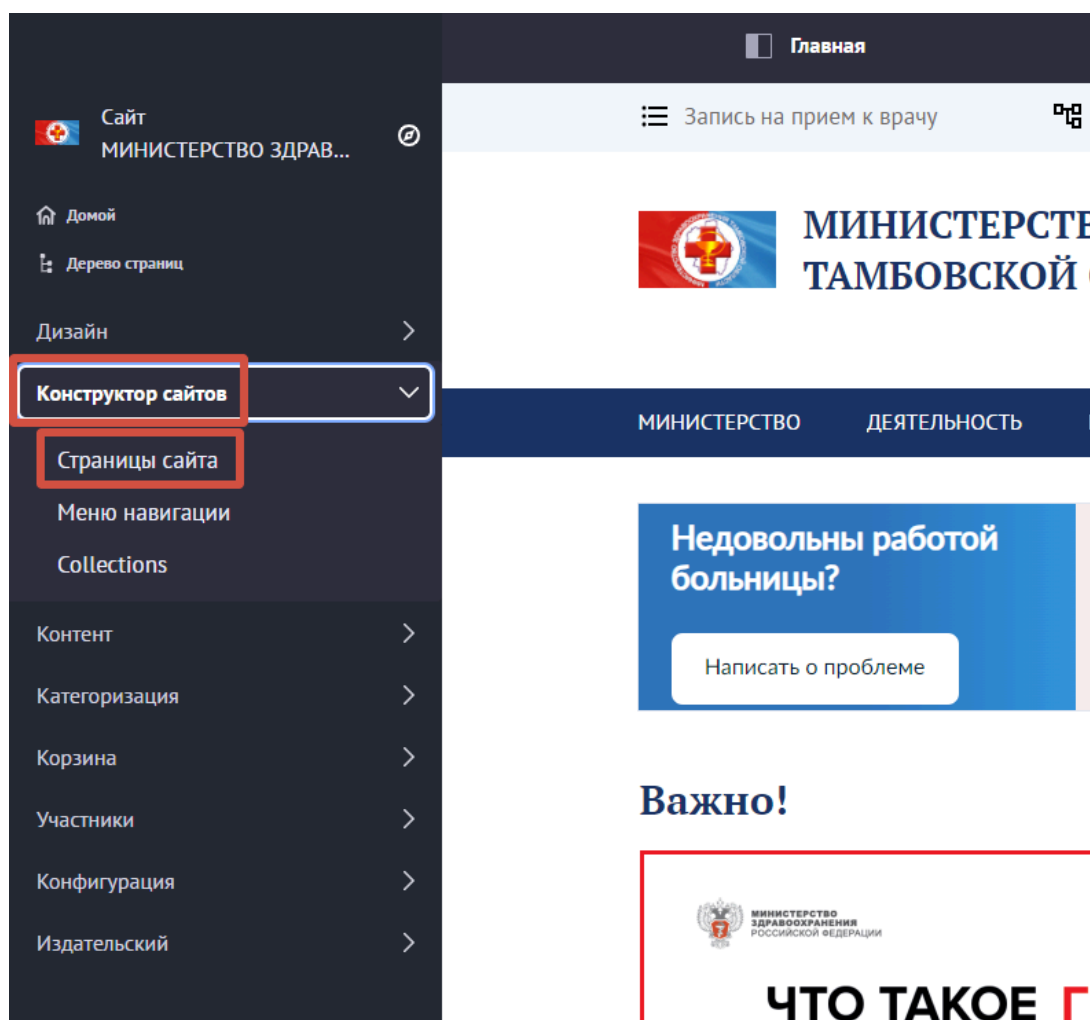 Сайт
МИНИСТЕРСТВО ЗДРАВ...
Домой
Дерево страниц
Дизайн
Конструктор сайтов
Страницы сайта
Меню навигации
Collections
Контент
Категоризация
Корзина
Участники
Конфигурация
Издательский
Главная
Запись на прием к врачу
МИНИСТЕРСТВ
ТАМБОВСКОЙ
МИНИСТЕРСТВО ДЕЯТЕЛЬНОСТЬ
Недовольны работой
больницы?
Написать о проблеме
Важно!
МИНИСТЕРСТВО
ЗДРАВООХРАНЕНИЯ
РОССИЙСКОЙ ФЕДЕРАЦИИ
ЧТО ТАКОЕ Г